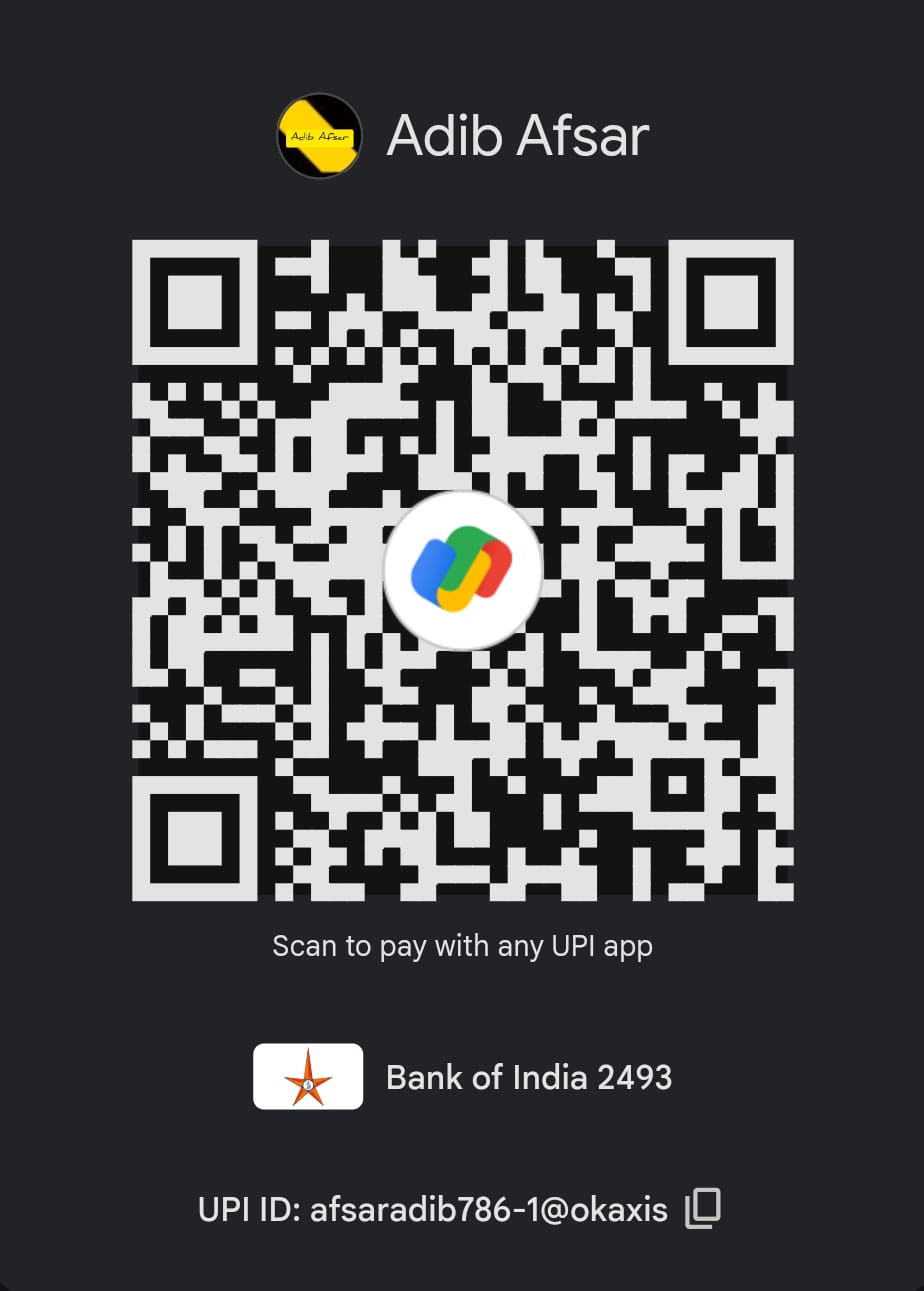 Adib Afsar
Adib Afsar
Scan to pay with any UPI app
Bank of India 2493
UPI ID: afsaradib786-1@okaxis